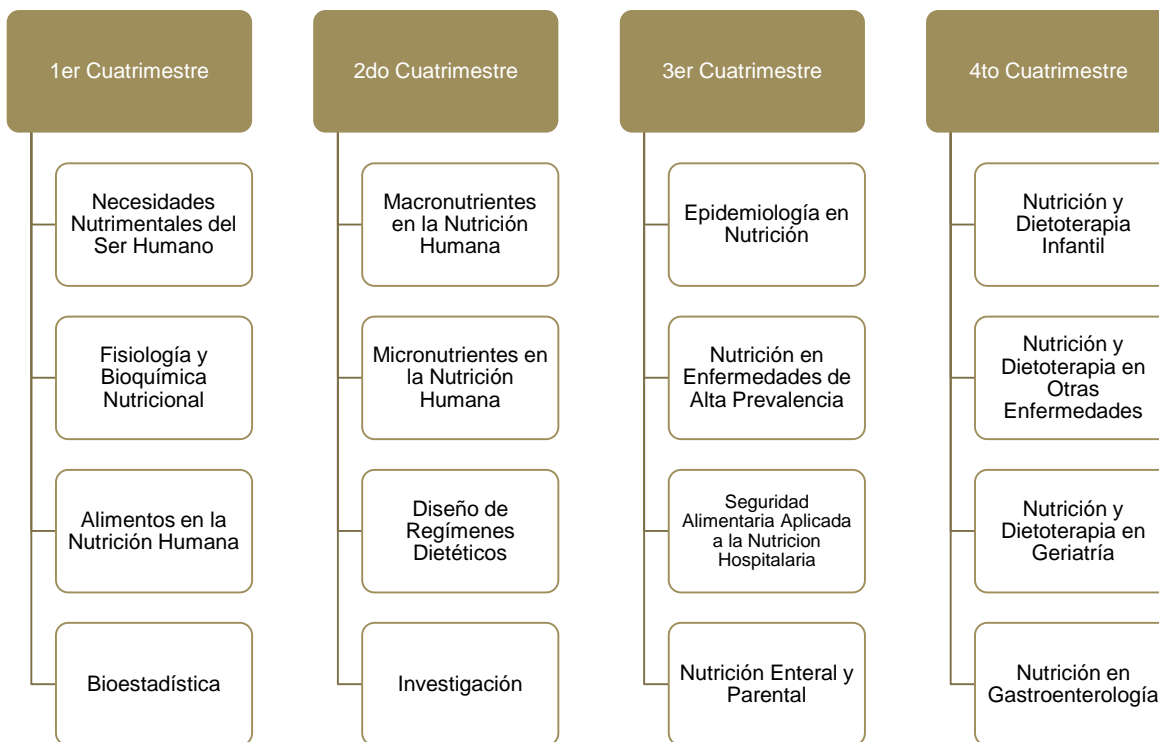 1er Cuatrimestre
Necesidades
Nutrimentales del
Ser Humano
Fisiología y
Bioquímica
Nutricional
Alimentos en la
Nutrición Humana
Bioestadística
2do Cuatrimestre
Macronutrientes
en la Nutrición
Humana
Micronutrientes en
la Nutrición
Humana
Diseño de
Regímenes
Dietéticos
Investigación
3er Cuatrimestre
Epidemiología en
Nutrición
Nutrición en
Enfermedades de
Alta Prevalencia
Seguridad
Alimentaria Aplicada
a la Nutricion
Hospitalaria
Nutrición Enteral y
Parental
4to Cuatrimestre
Nutrición y
Dietoterapia
Infantil
Nutrición y
Dietoterapia en
Otras
Enfermedades
Nutrición y
Dietoterapia en
Geriatría
Nutrición en
Gastroenterología